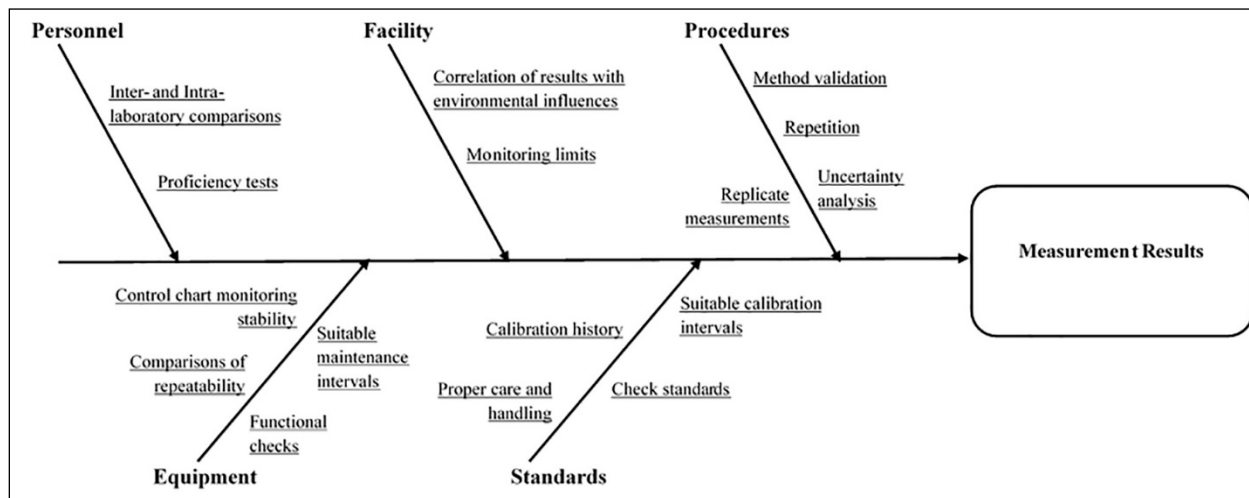 Personnel
Facility
Procedures
Inter- and Intra-
laboratory comparisons
Proficiency tests
Correlation of results with
environmental influences
Monitoring limits
Method validation
Repetition
Uncertainty
analysis
Replicate
measurements
Measurement Results
Control chart monitoring
stability
Comparisons of
repeatability
Suitable
maintenance
intervals
Functional
checks
Calibration history
Proper care and
handling
Suitable calibration
intervals
Check standards
Equipment
Standards